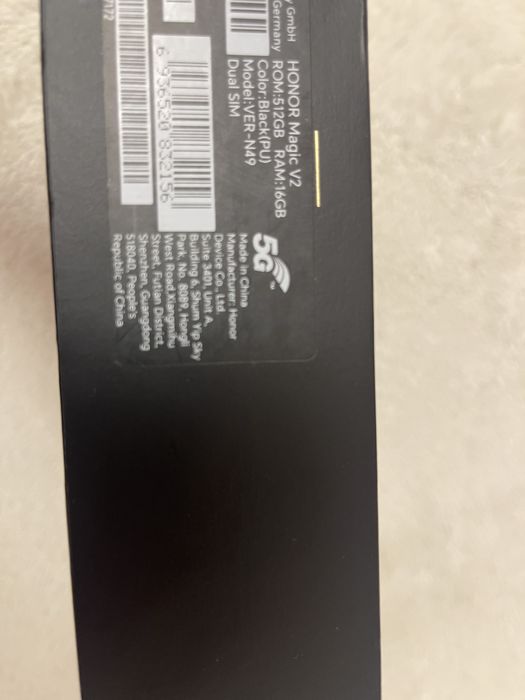 y GmbH
Germany
HONOR Magic V2
ROM:512GB RAM:16GB
Color:Black(PU)
Model:VER-N49
Dual SIM
6 936520 832156
/172
5G™
Made in China
Manufacturer: Honor
Device Co., Ltd.
Suite 3401, Unit A,
Building 6, Shum Yip Sky
Park, No. 8089, Hongli
West Road,Xiangmihu
Street, Futian District,
Shenzhen, Guangdong
518040, People's
Republic of China